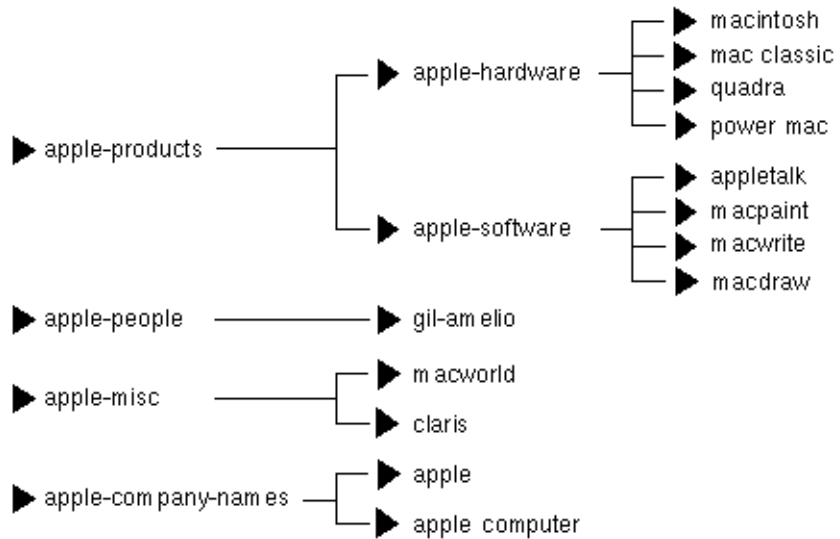 macintosh
apple-hardware
mac classic
quadra
power mac
apple-products
appletalk
apple-software
macpaint
macwrite
macdraw
apple-people
gil-amelio
apple-misc
macworld
claris
apple-company-names
apple
apple computer